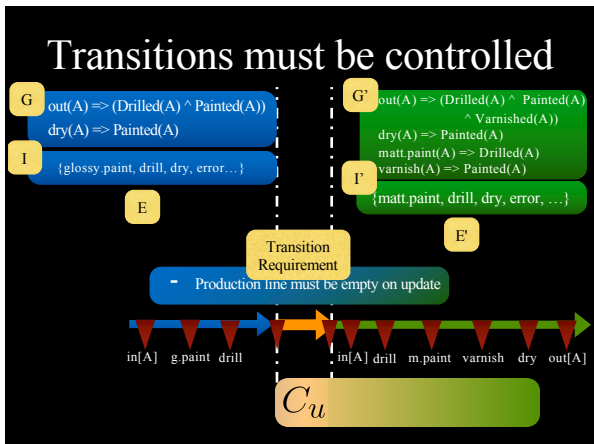 Transitions must be controlled
G
out(A) => (Drilled(A) ^ Painted(A))
dry(A) => Painted(A)
I
{glossy.paint, drill, dry, error…}
E
G’
out(A) => (Drilled(A) ^ Painted(A)
^ Varnished(A))
dry(A) => Painted(A)
matt.paint(A) => Drilled(A)
varnish(A) => Painted(A)
I’
{matt.paint, drill, dry, error, …}
E'
Transition
Requirement
- Production line must be empty on update
in[A] g.paint drill in[A] drill m.paint varnish dry out[A]
C_u